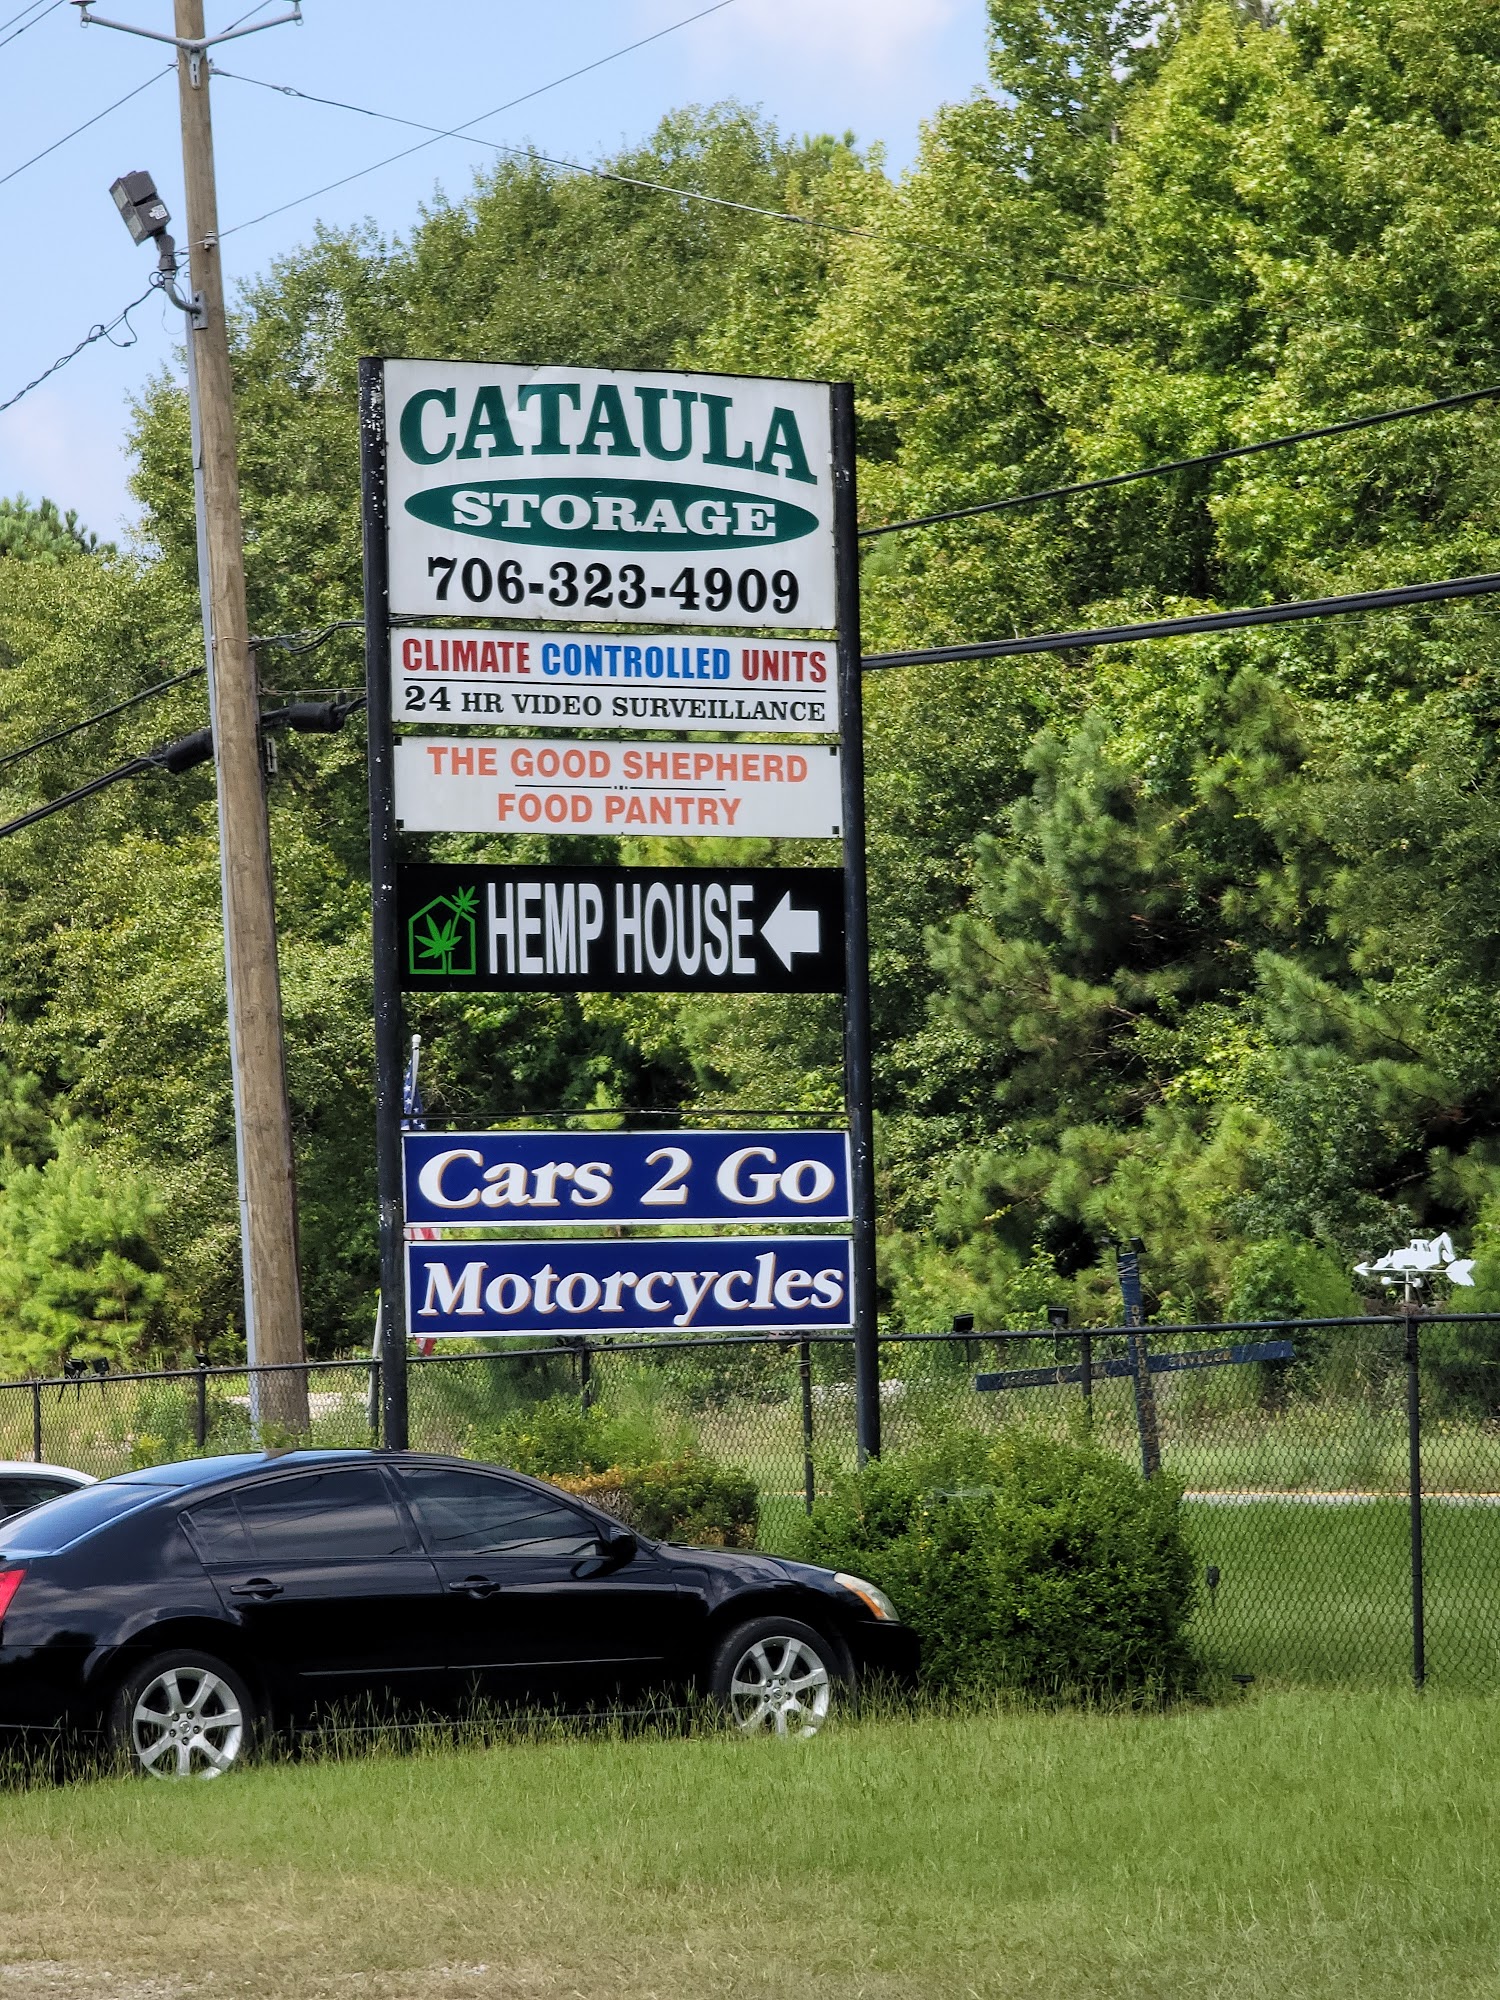 CATAULA
STORAGE
706-323-4909
CLIMATE CONTROLLED UNITS
24 HR VIDEO SURVEILLANCE
THE GOOD SHEPHERD
FOOD PANTRY
HEMP HOUSE
Cars 2 Go
Motorcycles